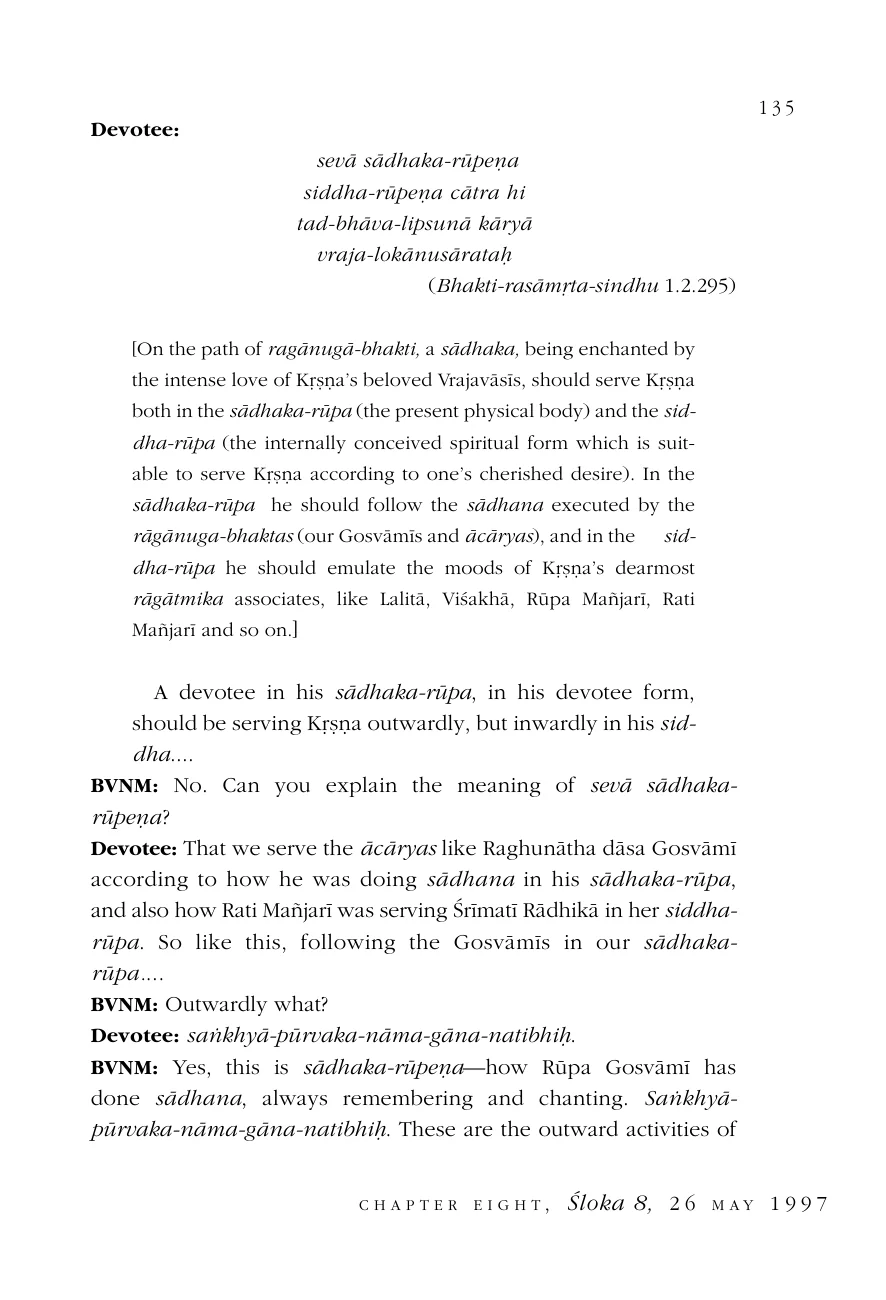 135
Devotee:
sevā sādhaka-rūpeṇa
siddha-rūpeṇa cātra hi
tad-bhāva-lipsunā kāryā
vraja-lokānusārataḥ
(Bhakti-rasāmṛta-sindhu 1.2.295)
[On the path of ragānugā-bhakti, a sādhaka, being enchanted by
the intense love of Kṛṣṇa’s beloved Vrajavāsīs, should serve Kṛṣṇa
both in the sādhaka-rūpa (the present physical body) and the sid-
dha-rūpa (the internally conceived spiritual form which is suit-
able to serve Kṛṣṇa according to one’s cherished desire). In the
sādhaka-rūpa he should follow the sādhana executed by the
rāgānuga-bhaktas (our Gosvāmīs and ācāryas), and in the sid-
dha-rūpa he should emulate the moods of Kṛṣṇa’s dearmost
rāgātmika associates, like Lalitā, Viśakhā, Rūpa Mañjarī, Rati
Mañjarī and so on.]
A devotee in his sādhaka-rūpa, in his devotee form,
should be serving Kṛṣṇa outwardly, but inwardly in his sid-
dha....
BVNM: No. Can you explain the meaning of sevā sādhaka-
rūpeṇa?
Devotee: That we serve the ācāryas like Raghunātha dāsa Gosvāmī
according to how he was doing sādhana in his sādhaka-rūpa,
and also how Rati Mañjarī was serving Śrīmatī Rādhikā in her siddha-
rūpa. So like this, following the Gosvāmīs in our sādhaka-
rūpa....
BVNM: Outwardly what?
Devotee: saṅkhyā-pūrvaka-nāma-gāna-natibhiḥ.
BVNM: Yes, this is sādhaka-rūpeṇa—how Rūpa Gosvāmī has
done sādhana, always remembering and chanting. Saṅkhyā-
pūrvaka-nāma-gāna-natibhiḥ. These are the outward activities of
CHAPTER EIGHT, Śloka 8, 26 MAY 1997